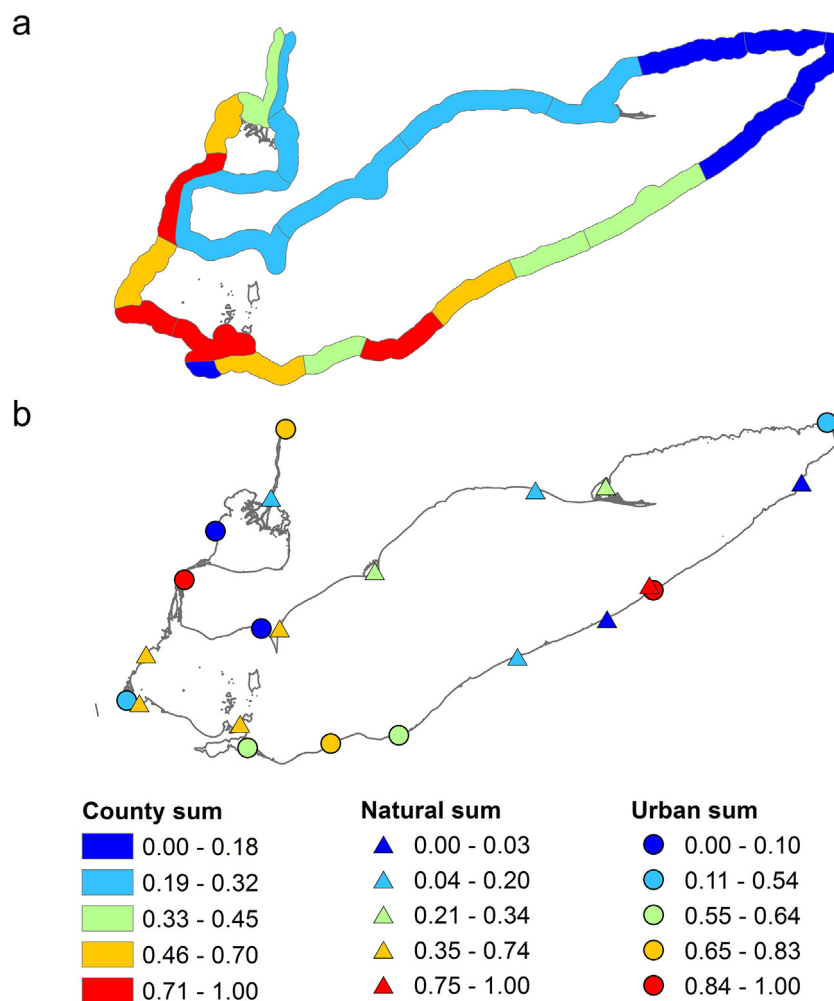 a
b
County sum Natural sum Urban sum
0.00 - 0.18 0.00 - 0.03 0.00 - 0.10
0.19 - 0.32 0.04 - 0.20 0.11 - 0.54
0.33 - 0.45 0.21 - 0.34 0.55 - 0.64
0.46 - 0.70 0.35 - 0.74 0.65 - 0.83
0.71 - 1.00 0.75 - 1.00 0.84 - 1.00